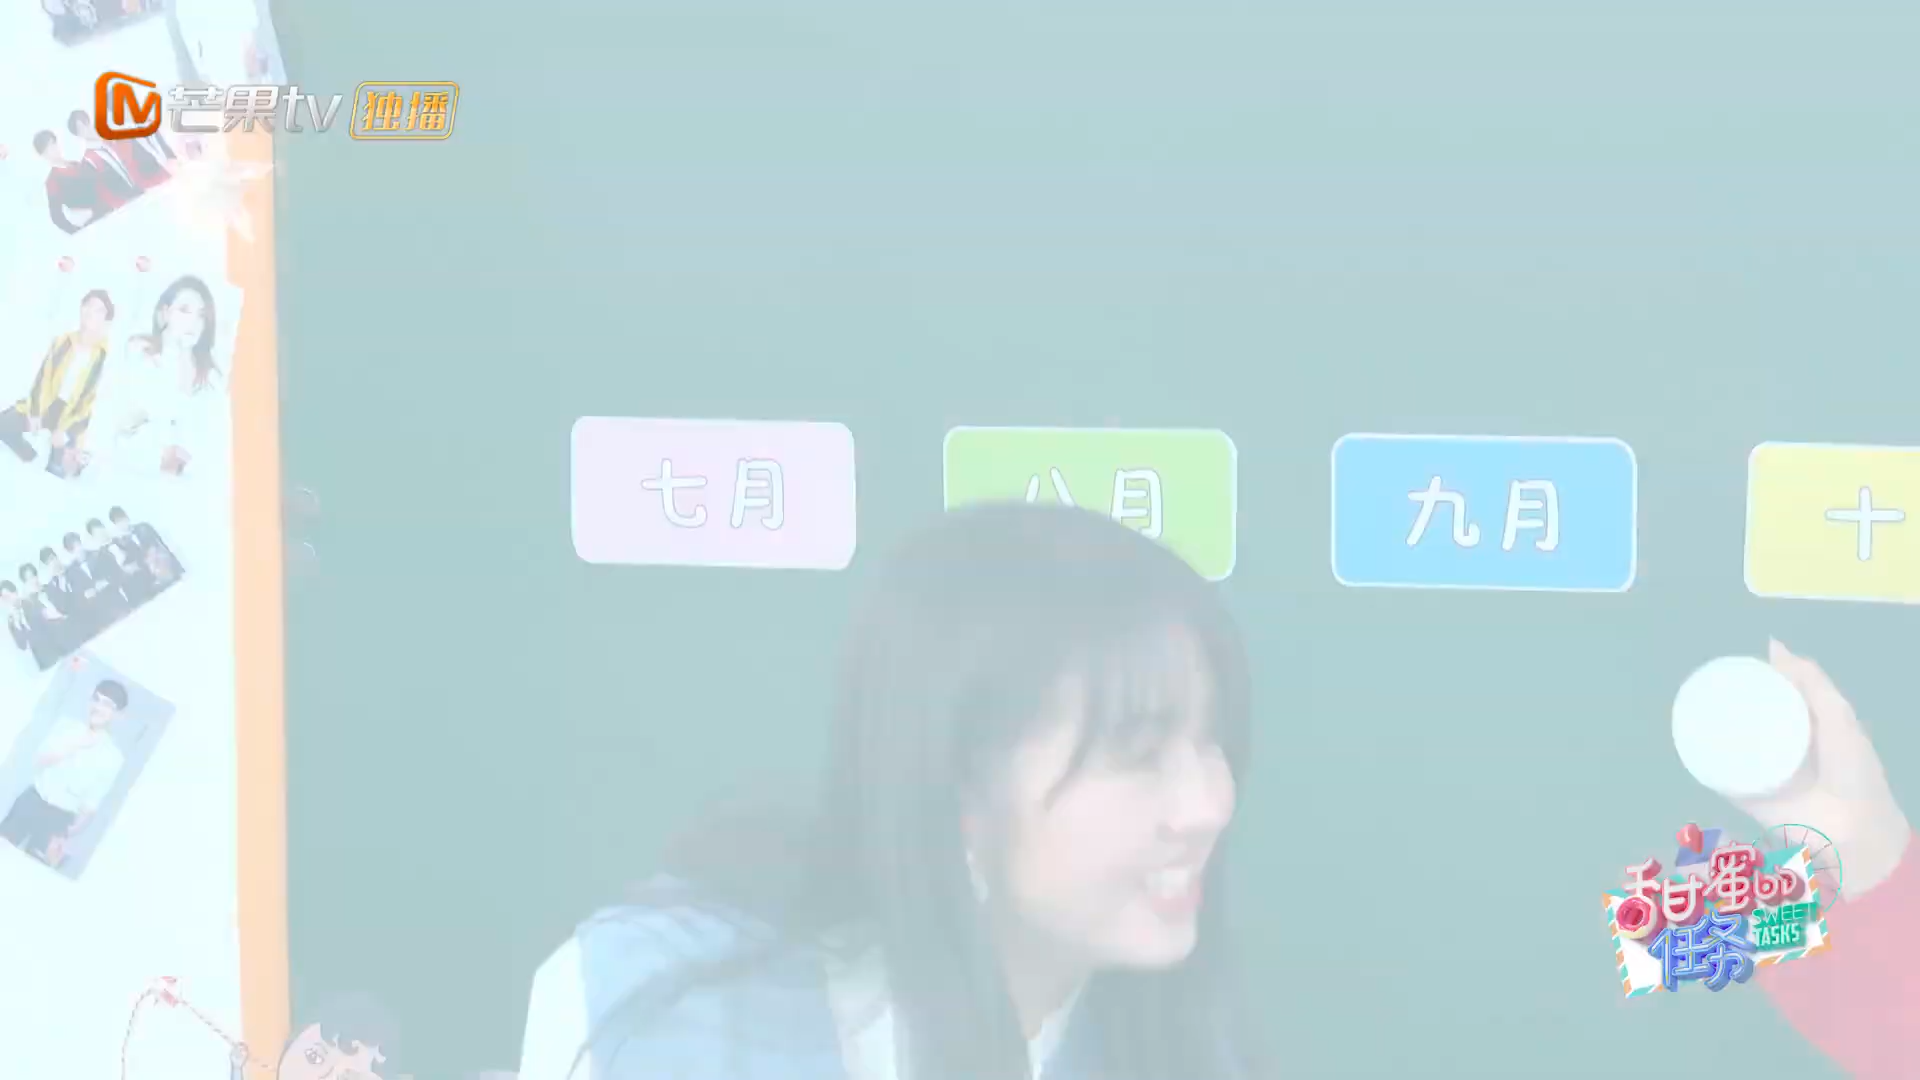 芒果tv 独播
七月
八月
九月
十
甜蜜的
任务
SWEET
TASKS